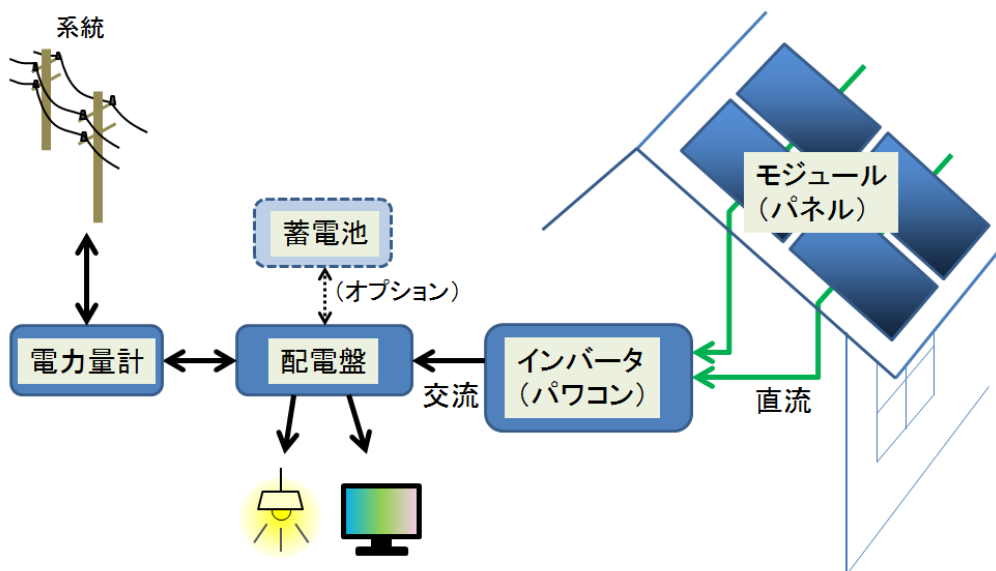 系統
モジュール
（パネル）
蓄電池
（オプション）
電力量計
配電盤
交流
インバータ
（パワコン）
直流